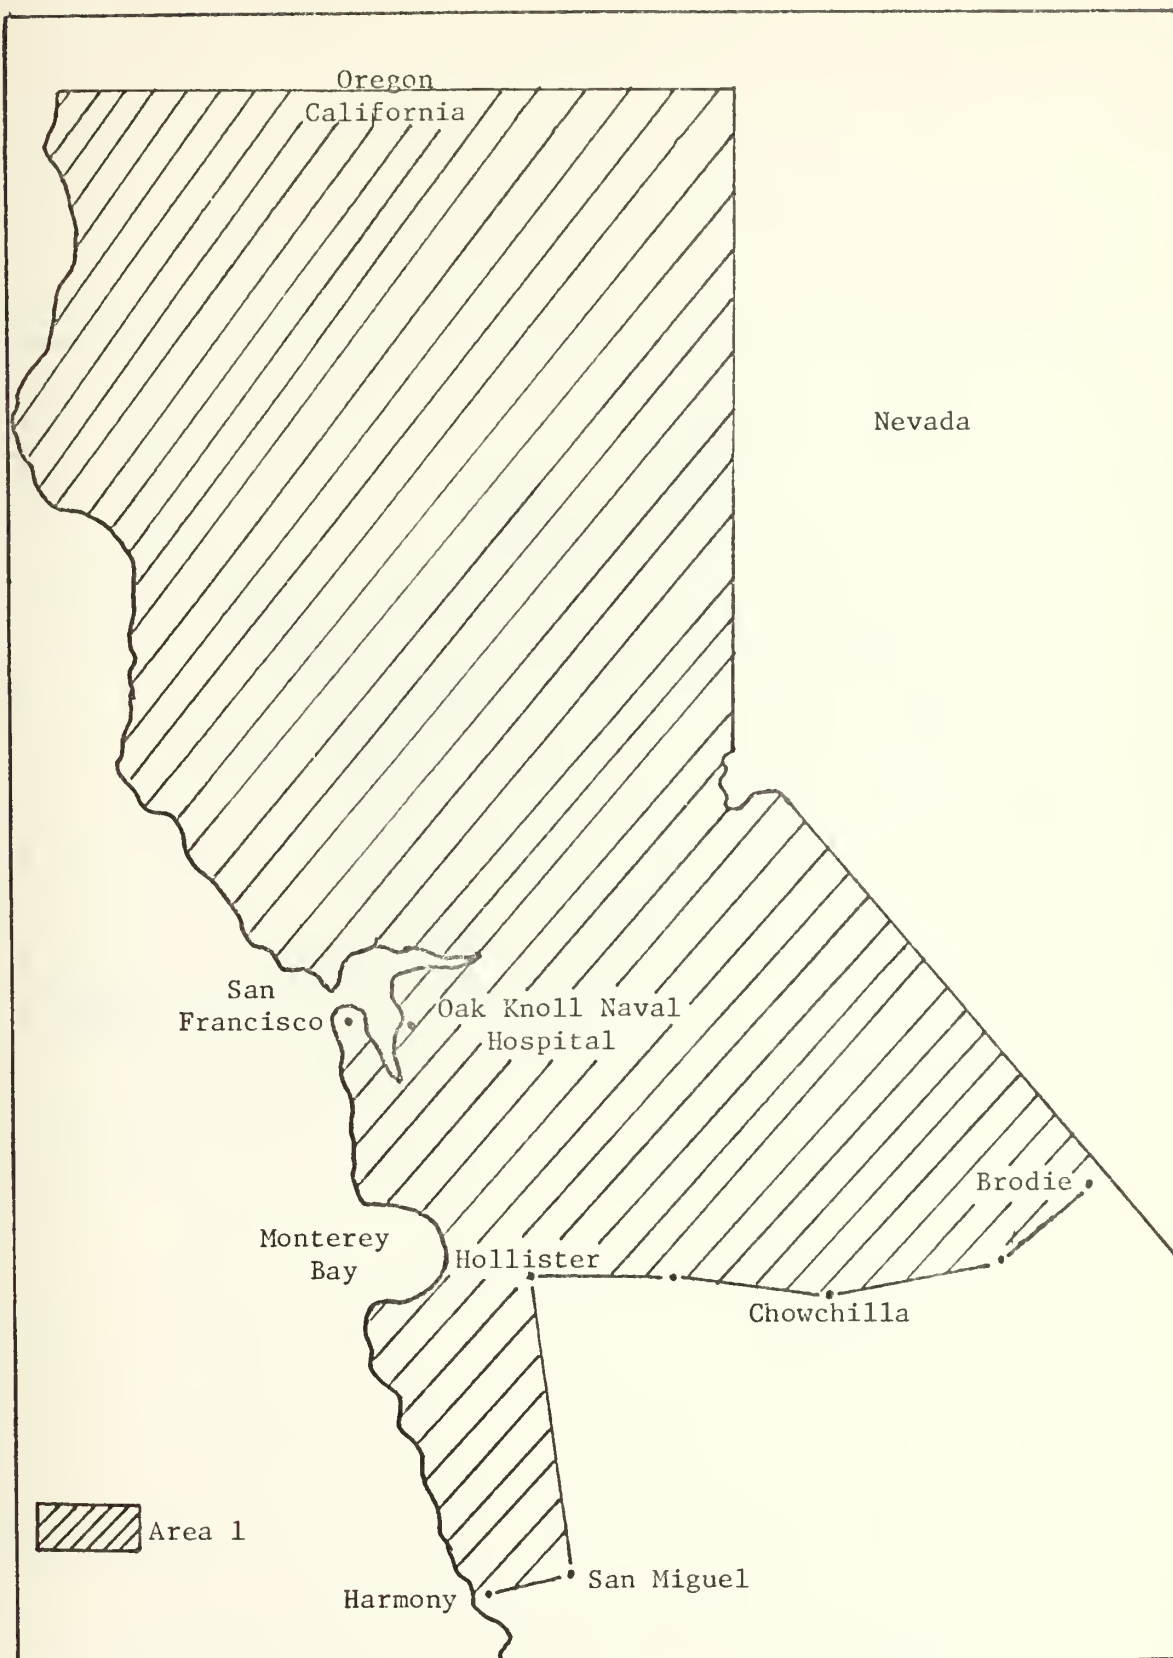 Oregon
California
Nevada
San
Francisco
Oak Knoll Naval
Hospital
Brodie
Monterey
Bay
Hollister
Chowchilla
Area 1
San Miguel
Harmony